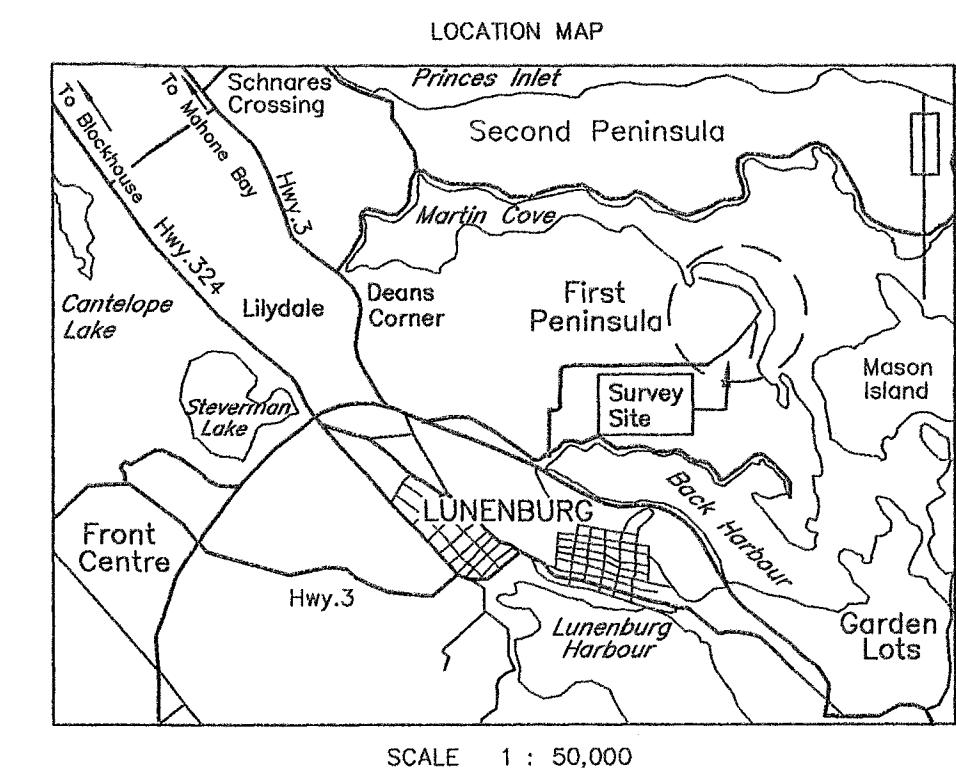 LOCATION MAP
Princes Inlet
Schnares
Crossing
To Blockhouse
To Mahone Bay
Second Peninsula
Hwy.3
Martin Cove
Hwy.324
Cantelope
Lake
Lilydale
Deans
Corner
First
Peninsula
Mason
Island
Survey
Site
Steverman
Lake
Back Harbour
LUNENBURG
Front
Centre
Hwy.3
Lunenburg
Harbour
Garden
Lots
SCALE 1 : 50,000